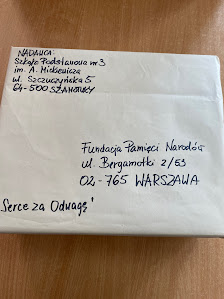 NADAWCA:
Szkoła Podstawowa nr 3
im. A. Mickiewicza
ul. Szczuczyńska 5
64-500 SZAMOTUŁY
Fundacja Pamięci Narodów
ul. Bergamotki 2/53
02-765 WARSZAWA
"Serce za Odwagę"